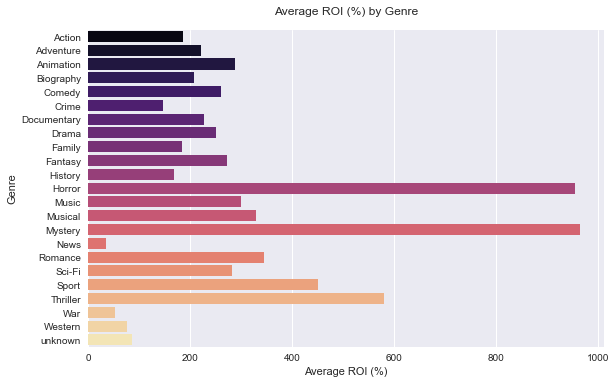 Average ROI (%) by Genre
Genre
Action
Adventure
Animation
Biography
Comedy
Crime
Documentary
Drama
Family
Fantasy
History
Horror
Music
Musical
Mystery
News
Romance
Sci-Fi
Sport
Thriller
War
Western
unknown
0 200 400 600 800 1000
Average ROI (%)